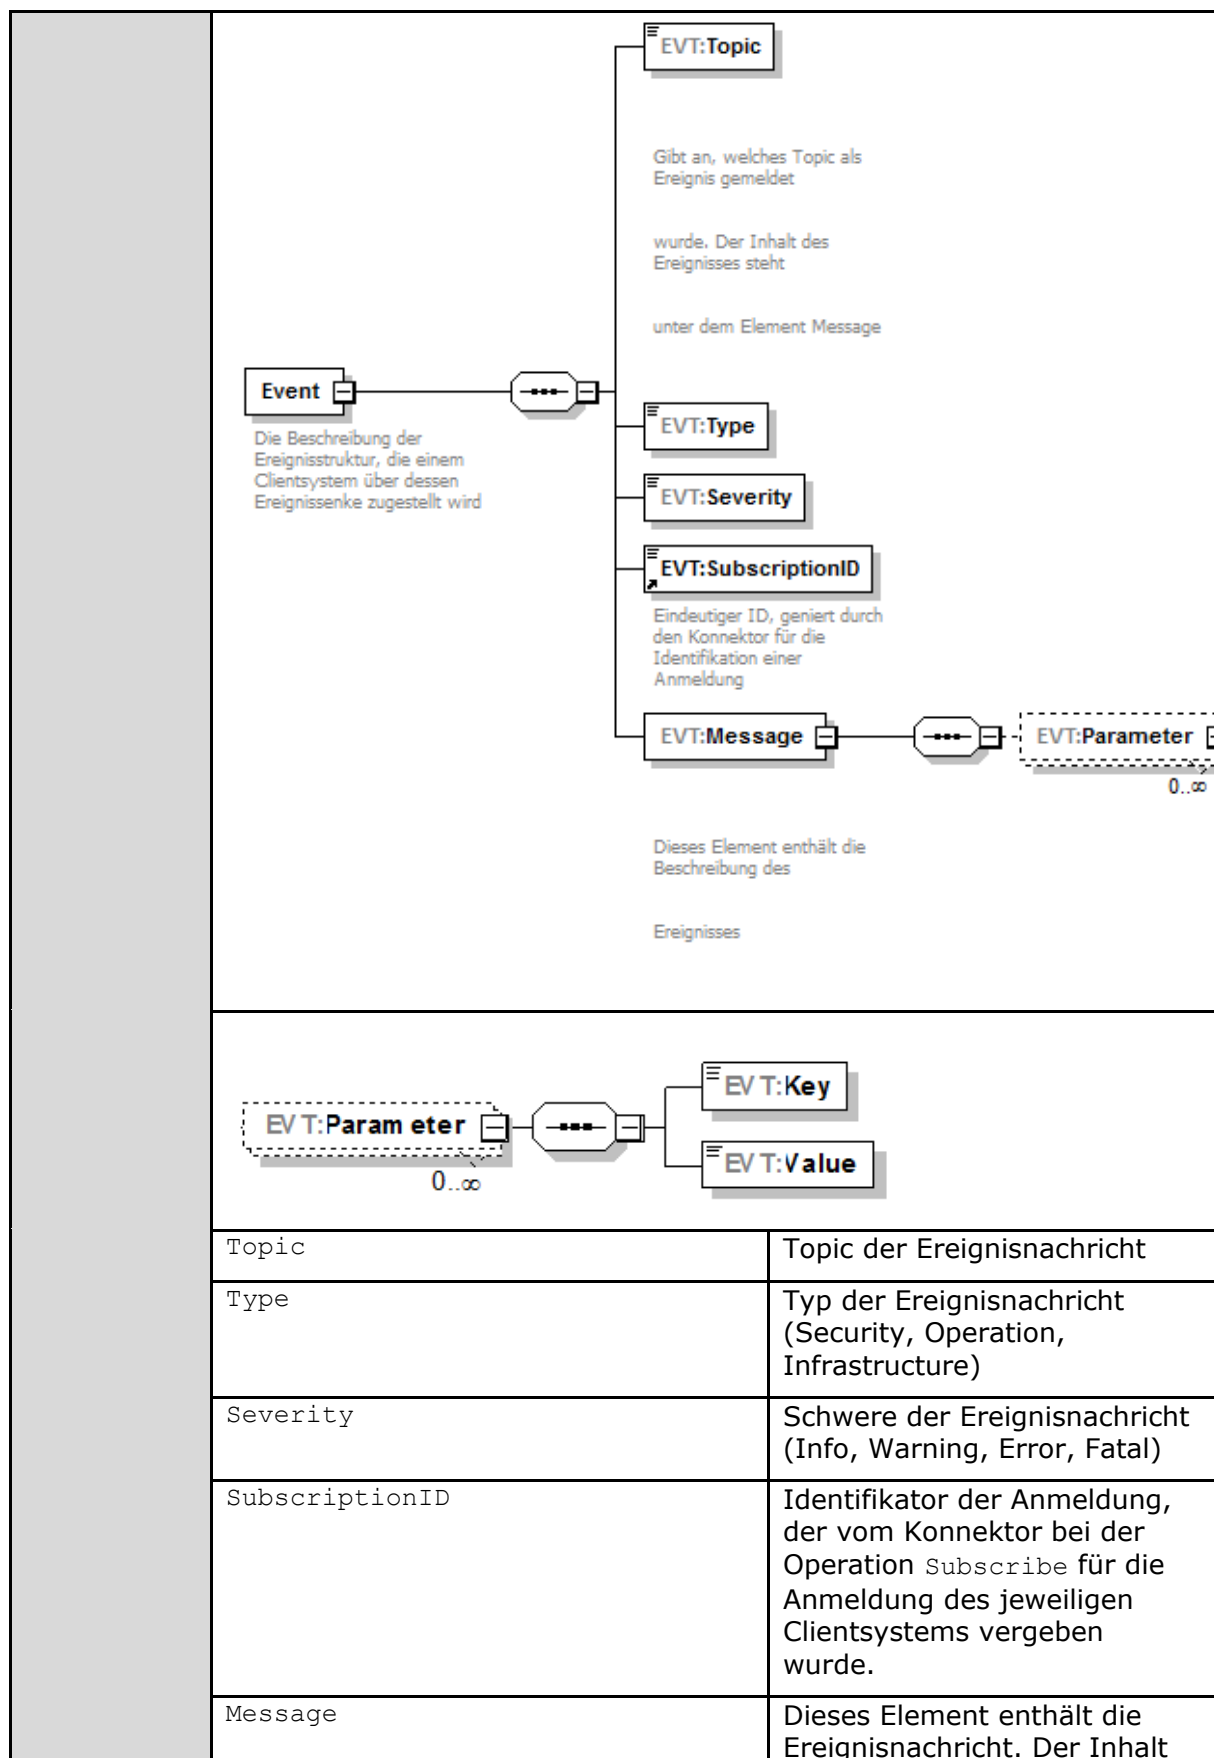 EVT:Topic
Gibt an, welches Topic als
Ereignis gemeldet
wurde. Der Inhalt des
Ereignisses steht
unter dem Element Message
Event
Die Beschreibung der
Ereignisstruktur, die einem
Clientsystem über dessen
Ereignissenke zugestellt wird
EVT:Type
EVT:Severity
EVT:SubscriptionID
Eindeutiger ID, geniert durch
den Konnektor für die
Identifikation einer
Anmeldung
EVT:Message
EVT:Parameter
0..∞
Dieses Element enthält die
Beschreibung des
Ereignisses
EVT:Parameter
0..∞
EVT:Key
EVT:Value
Topic
Topic der Ereignisnachricht
Type
Typ der Ereignisnachricht
(Security, Operation,
Infrastructure)
Severity
Schwere der Ereignisnachricht
(Info, Warning, Error, Fatal)
SubscriptionID
Identifikator der Anmeldung,
der vom Konnektor bei der
Operation Subscribe für die
Anmeldung des jeweiligen
Clientsystems vergeben
wurde.
Message
Dieses Element enthält die
Ereignisnachricht. Der Inhalt